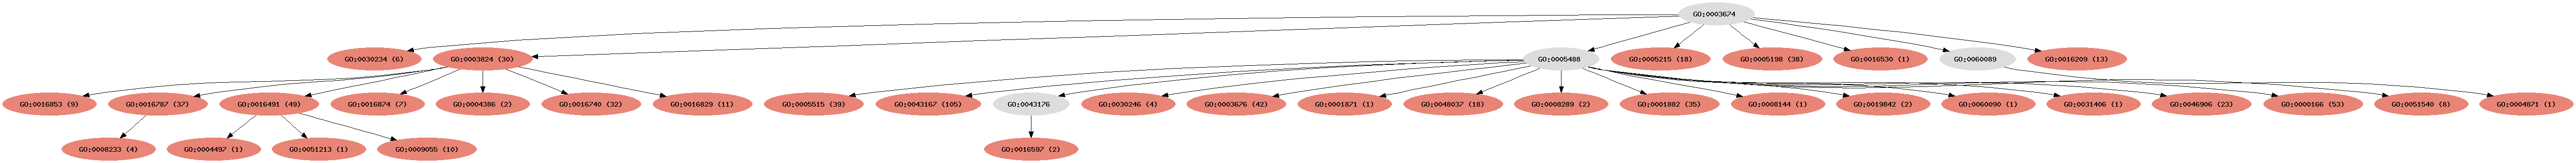 GO:0003674
GO:0030234 (6)
GO:0003824 (30)
GO:0005488
GO:0005215 (18)
GO:0005198 (38)
GO:0016530 (1)
GO:0060089
GO:0016209 (13)
GO:0016853 (9)
GO:0016787 (37)
GO:0016491 (49)
GO:0016874 (7)
GO:0004386 (2)
GO:0016740 (32)
GO:0016829 (11)
GO:0005515 (39)
GO:0043167 (105)
GO:0043176
GO:0030246 (4)
GO:0003676 (42)
GO:0001871 (1)
GO:0048037 (18)
GO:0008289 (2)
GO:0001882 (35)
GO:0008144 (1)
GO:0019842 (2)
GO:0060090 (1)
GO:0031406 (1)
GO:0046906 (23)
GO:0000166 (53)
GO:0051540 (8)
GO:0004871 (1)
GO:0008233 (4)
GO:0004497 (1)
GO:0051213 (1)
GO:0009055 (10)
GO:0016597 (2)